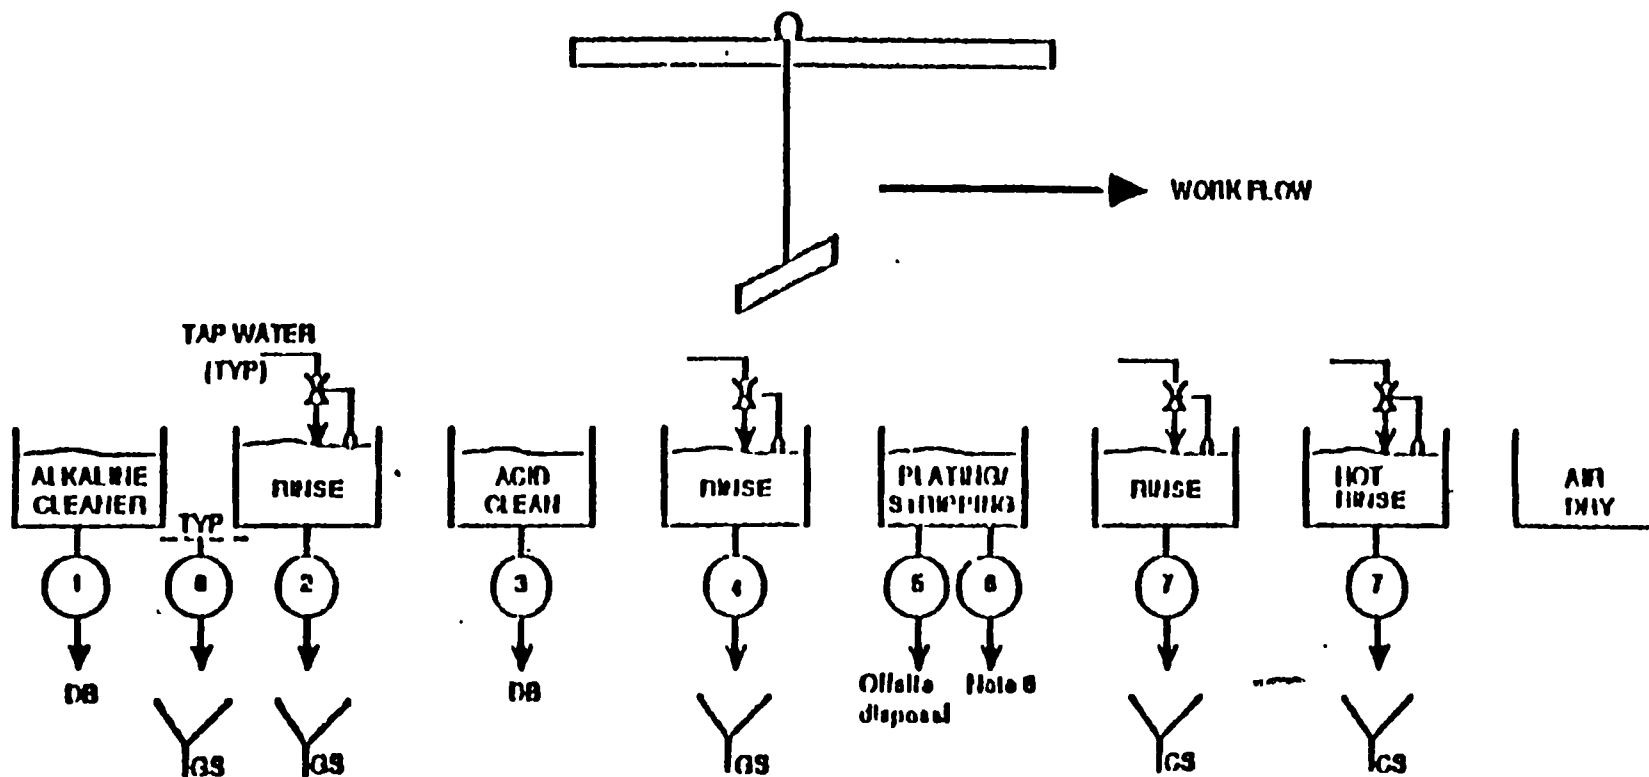 WORK FLOW
TAP WATER
(TYP)
ALKALINE
CLEANER
TYP
RINSE
ACID
CLEAN
RINSE
PLATING/
STRIPPING
RINSE
HOT
RINSE
AIR
DRY
1
2
3
4
5
7
7
DB
DB
Offsite
disposal
Note
GS
GS
GS
CS
CS